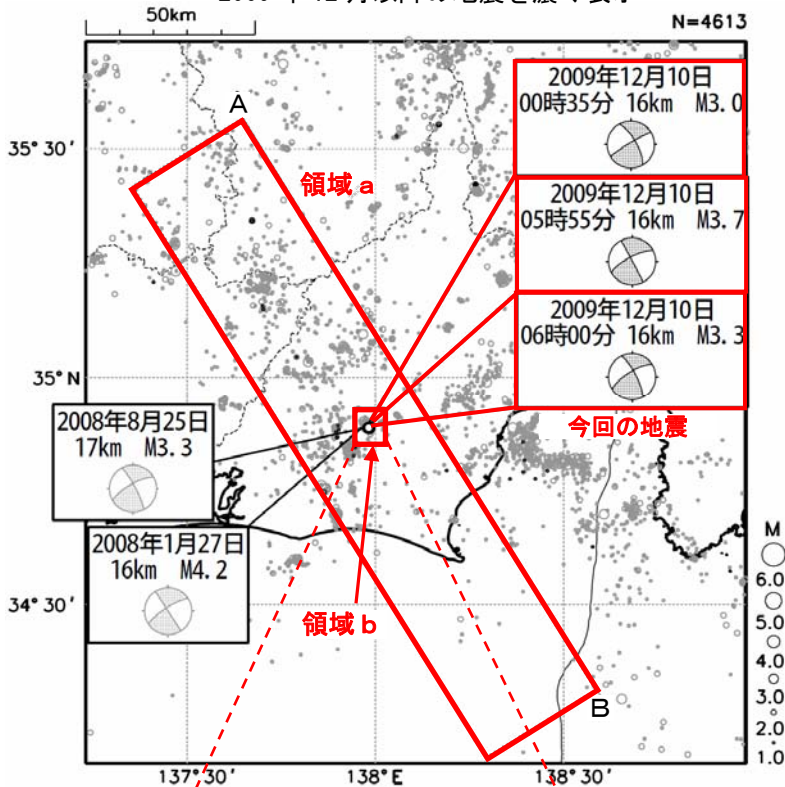 50km
N=4613
A
35°30′
領域a
2009年12月10日
00時35分 16km M3.0
2009年12月10日
05時55分 16km M3.7
2009年12月10日
06時00分 16km M3.3
今回の地震
35°N
2008年8月25日
17km M3.3
2008年1月27日
16km M4.2
34°30′
領域b
B
M
6.0
5.0
4.0
3.0
2.0
1.0
137°30′
138°E
138°30′